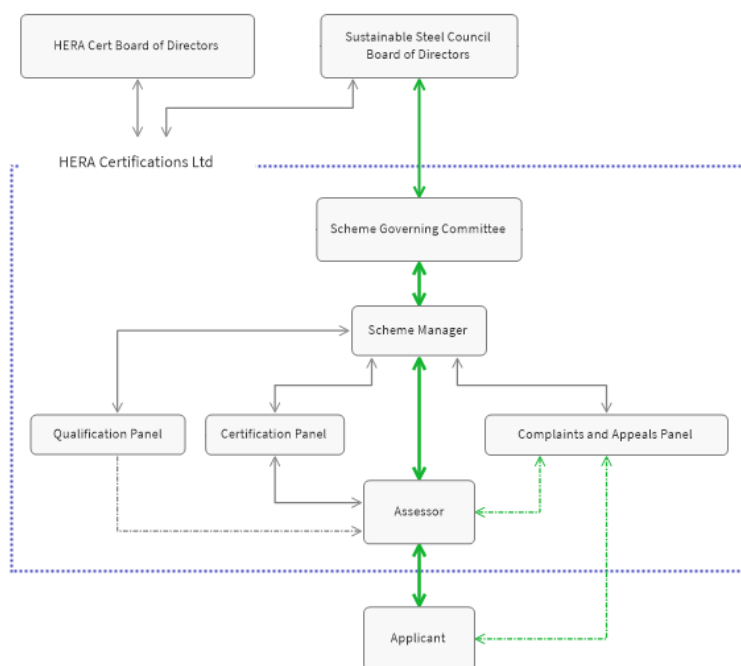 HERA Cert Board of Directors
Sustainable Steel Council
Board of Directors
HERA Certifications Ltd
Scheme Governing Committee
Scheme Manager
Qualification Panel
Certification Panel
Complaints and Appeals Panel
Assessor
Applicant